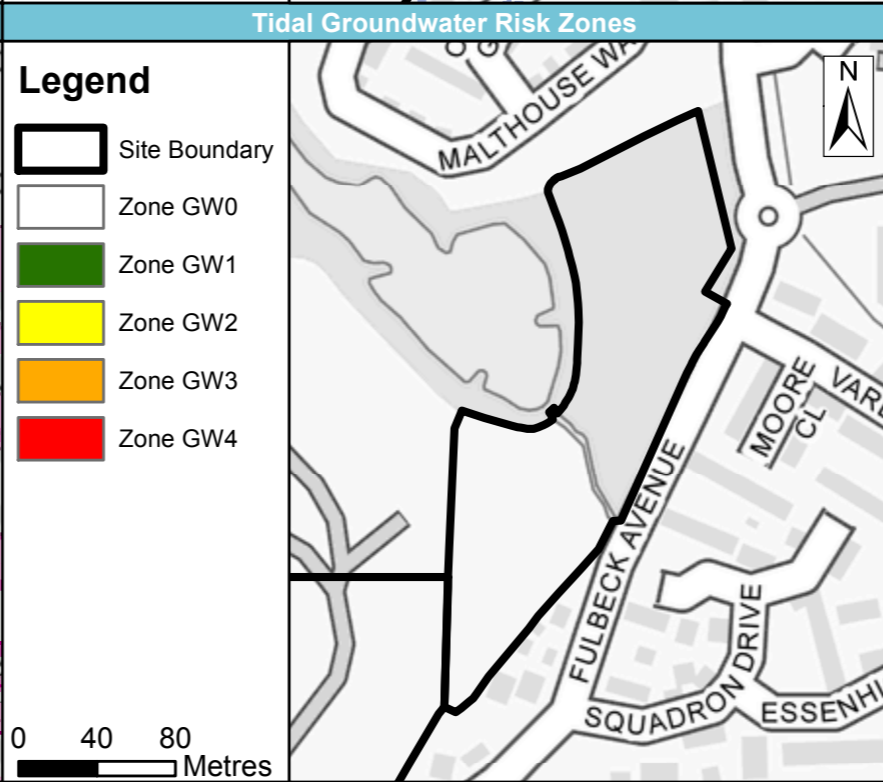 Tidal Groundwater Risk Zones
Legend
Site Boundary
Zone GW0
Zone GW1
Zone GW2
Zone GW3
Zone GW4
0 40 80
Metres
N
MALTHOUSE WA
MOORE
CL
VARL
FULBECK AVENUE
SQUADRON DRIVE
ESSENHI